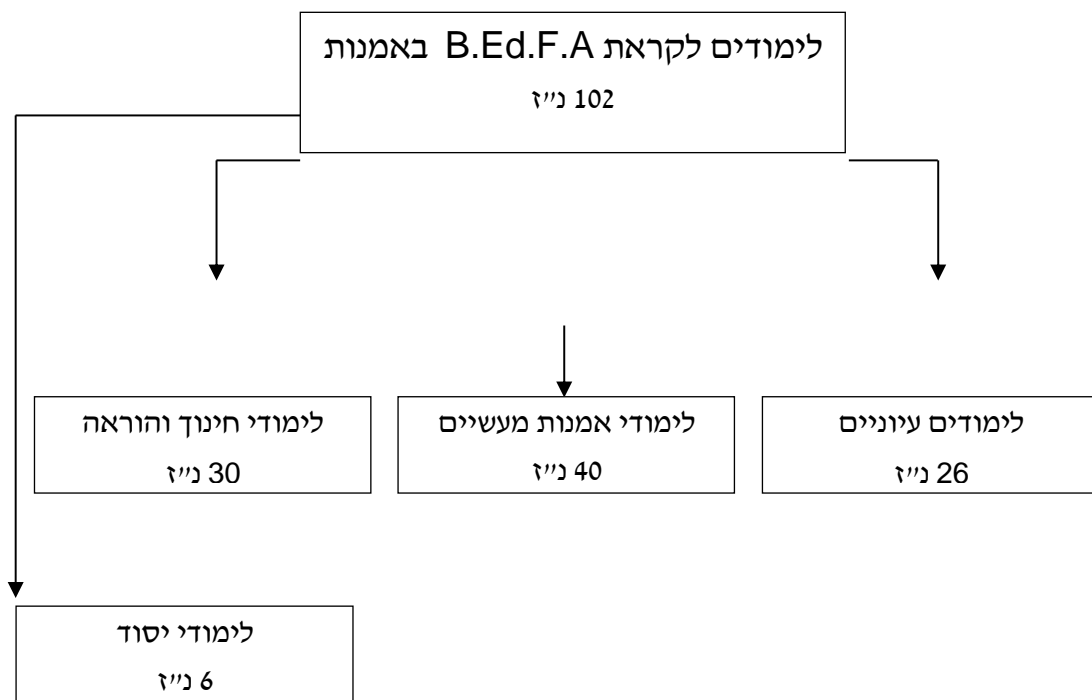 לימודים לקראת B.Ed.F.A באמנות
102 נ״ז
לימודים עיוניים
26 נ״ז
לימודי אמנות מעשיים
40 נ״ז
לימודי חינוך והוראה
30 נ״ז
לימודי יסוד
6 נ״ז